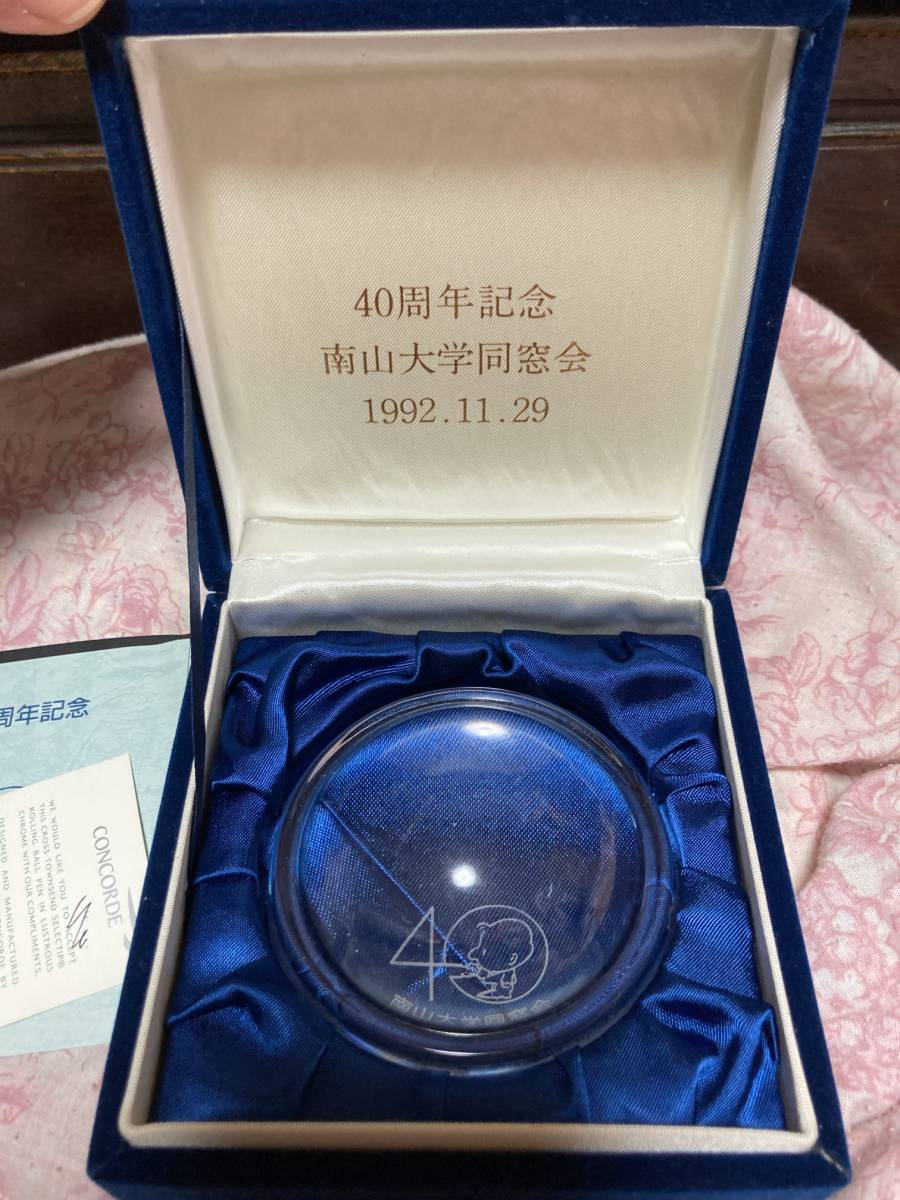 40周年記念
南山大学同窓会
1992.11.29
40
南山大学同窓会
周年記念
CONCORDE
WE WOULD LIKE YOU TO ACCEPT
THIS CROSS TOWNSEND SELECTIP®
ROLLING BALL PEN IN LUSTROUS
CHROME WITH OUR COMPLIMENTS.
DESIGNED AND MANUFACTURED
CONCORDE BY